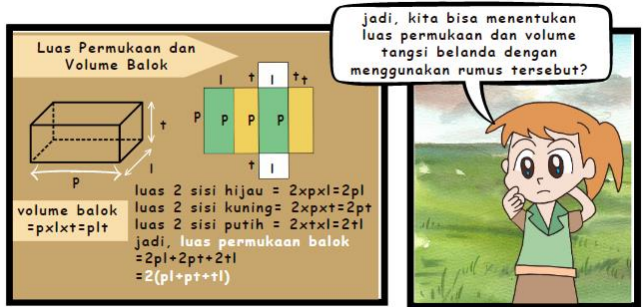 Luas Permukaan dan
Volume Balok
l t l t t
P P P P
t
l
P
t l
volume balok
=pxlxt=plt
luas 2 sisi hijau = 2xpxl=2pl
luas 2 sisi kuning= 2xpxt=2pt
luas 2 sisi putih = 2xtxl=2tl
jadi, luas permukaan balok
=2pl+2pt+2tl
=2(pl+pt+tl)
jadi, kita bisa menentukan
luas permukaan dan volume
tangsi belanda dengan
menggunakan rumus tersebut?